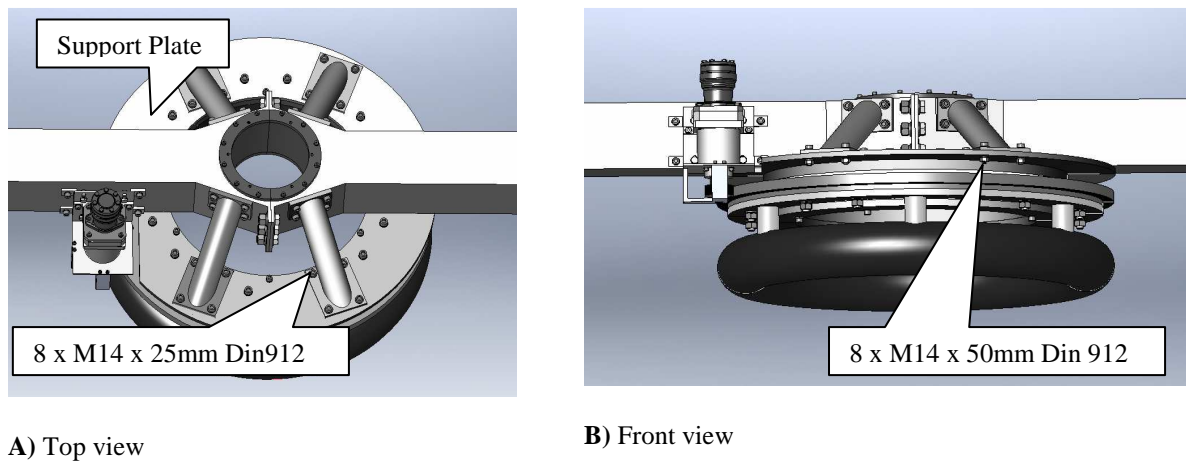 Support Plate
8 x M14 x 25mm Din912
8 x M14 x 50mm Din 912
A) Top view
B) Front view